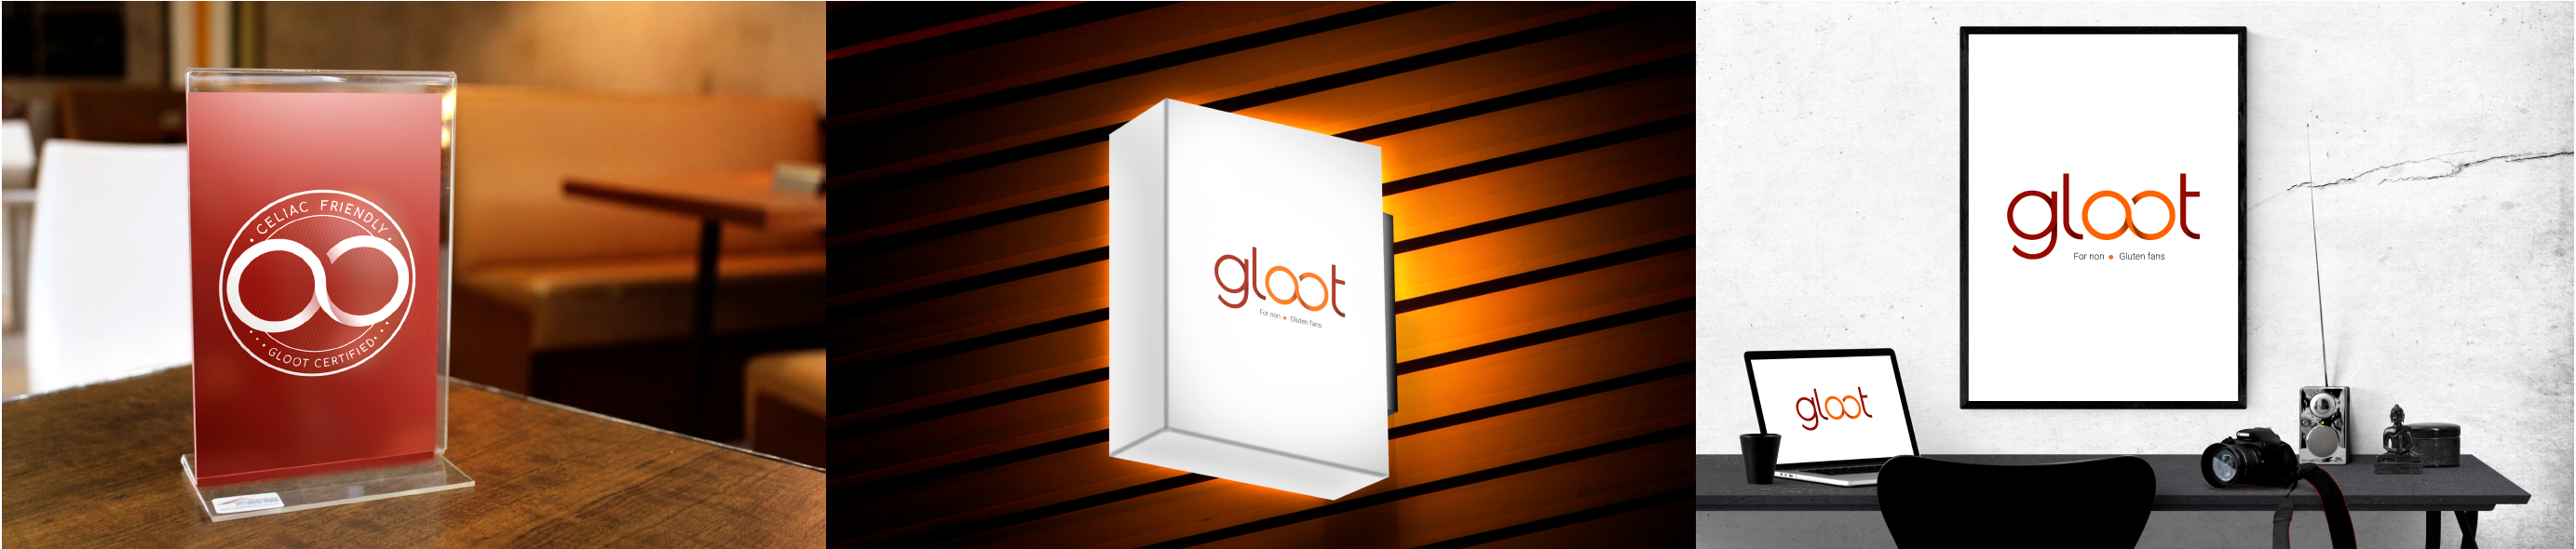 CELIAC FRIENDLY
GLOOT CERTIFIED
gloot
For non • Gluten fans
gloot
For non • Gluten fans
gloot